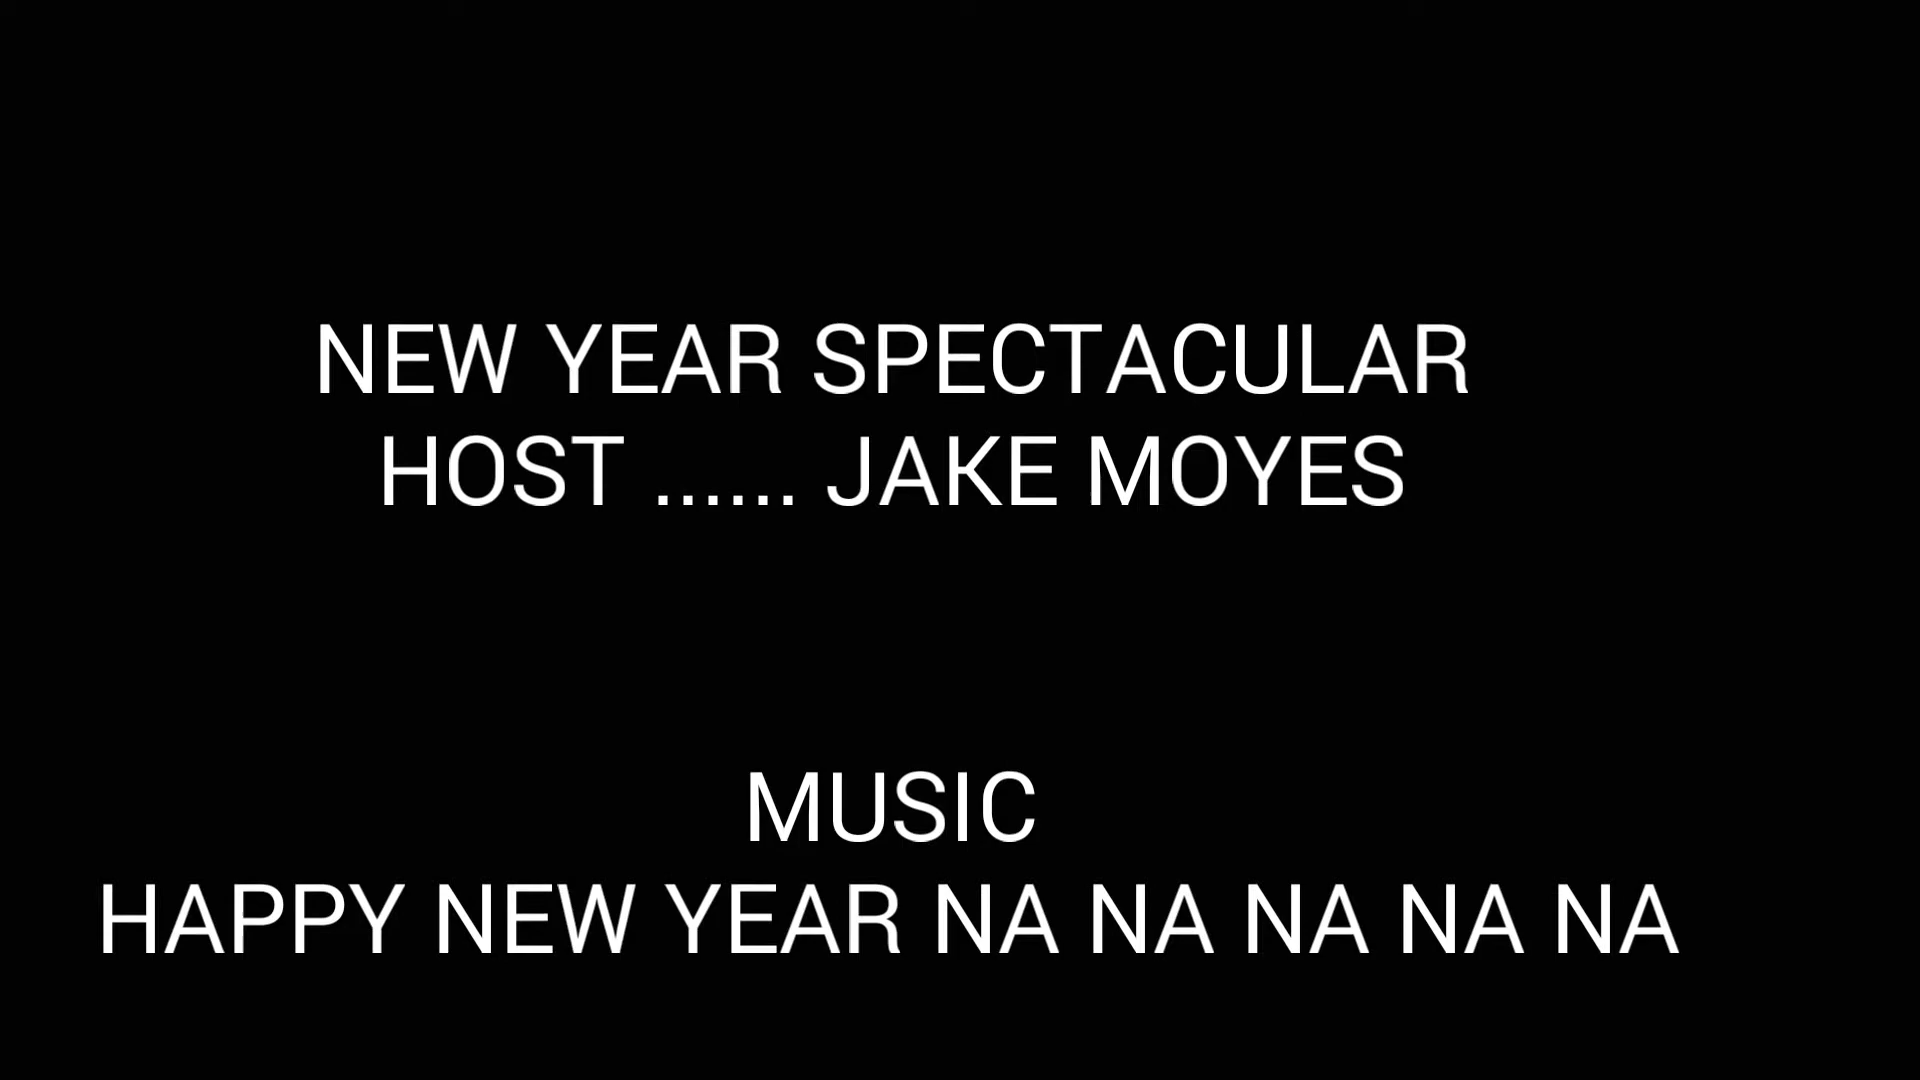 NEW YEAR SPECTACULAR
HOST ...... JAKE MOYES
MUSIC
HAPPY NEW YEAR NA NA NA NA NA